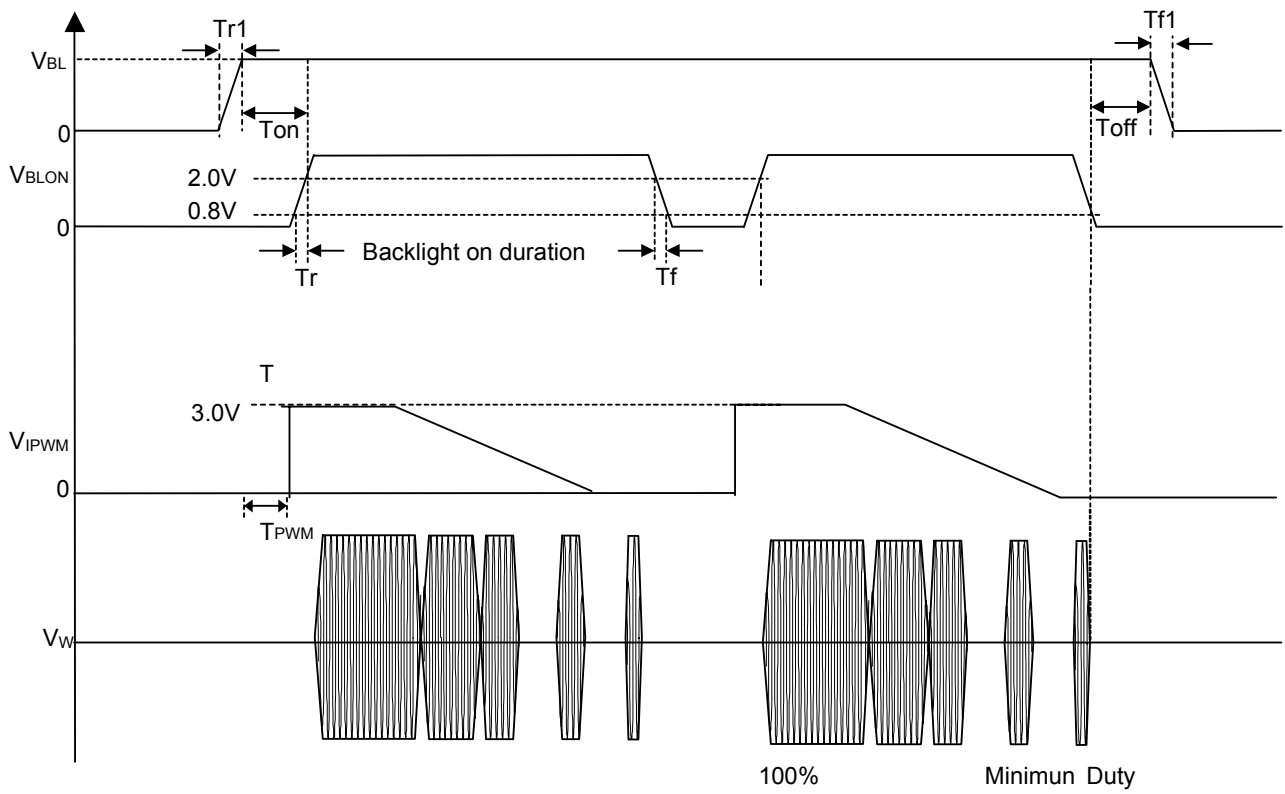 Tr1
Tf1
VBL
Ton
Toff
0
VBLON
2.0V
0.8V
0
Backlight on duration
Tr
Tf
T
3.0V
VIPWM
0
TPWM
VW
100%
Minimun Duty